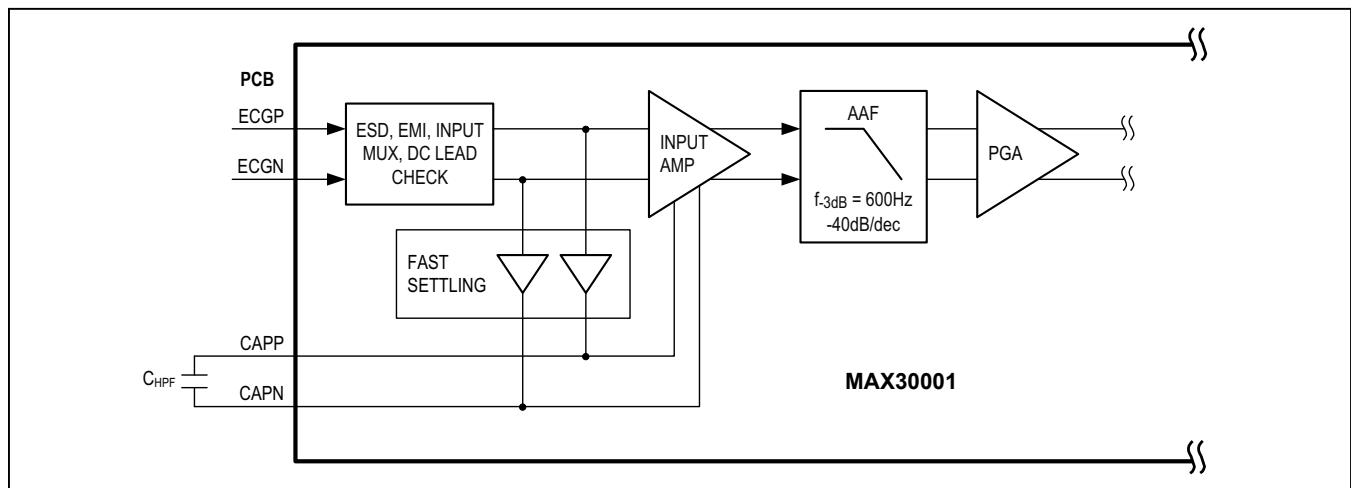 PCB
ECGP
ECGN
ESD, EMI, INPUT
MUX, DC LEAD
CHECK
INPUT
AMP
AAF
f-3dB = 600Hz
-40dB/dec
PGA
FAST
SETTLING
CAPP
CHPF
CAPN
MAX30001